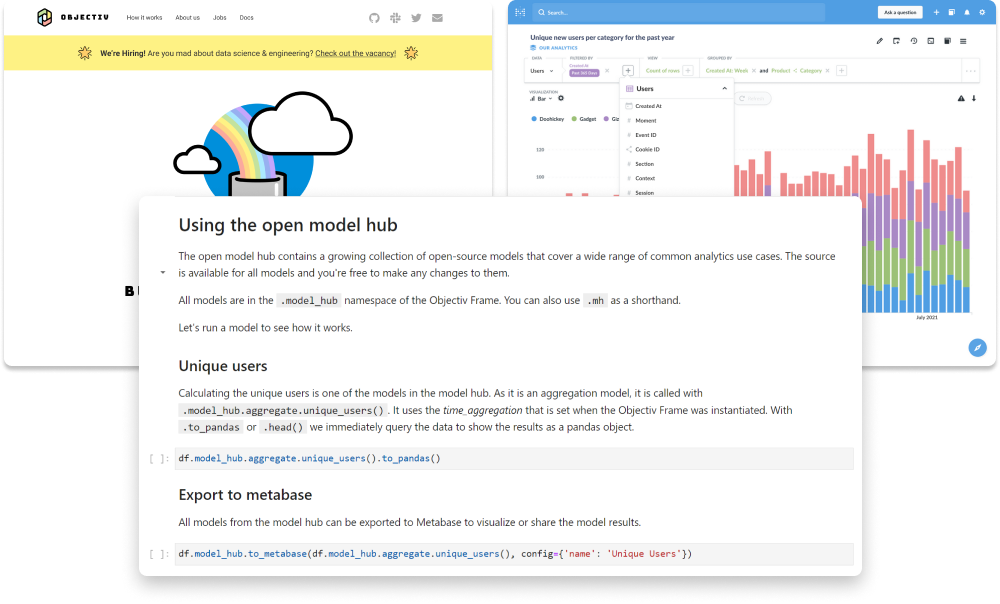 OBJECTIV
How it works
About us
Jobs
Docs
We're Hiring! Are you mad about data science & engineering? Check out the vacancy!
B
Search...
Ask a question
Unique new users per category for the past year
OUR ANALYTICS
DATA
FILTERED BY
VIEW
GROUPED BY
Users
Created At
Past 365 Days
Count of rows
Created At: Week
and
Product
Category
VISUALIZATION
Bar
Users
Refresh
Created At
Doohickey
Gadget
Giz
Moment
Event ID
Cookie ID
Section
Context
Session
120
100
July 2021
Using the open model hub
The open model hub contains a growing collection of open-source models that cover a wide range of common analytics use cases. The source
is available for all models and you're free to make any changes to them.
All models are in the .model_hub namespace of the Objectiv Frame. You can also use .mh as a shorthand.
Let's run a model to see how it works.
Unique users
Calculating the unique users is one of the models in the model hub. As it is an aggregation model, it is called with
.model_hub.aggregate.unique_users(). It uses the time_aggregation that is set when the Objectiv Frame was instantiated. With
.to_pandas or .head() we immediately query the data to show the results as a pandas object.
[ ]: df.model_hub.aggregate.unique_users().to_pandas()
Export to metabase
All models from the model hub can be exported to Metabase to visualize or share the model results.
[ ]: df.model_hub.to_metabase(df.model_hub.aggregate.unique_users(), config={'name': 'Unique Users'})